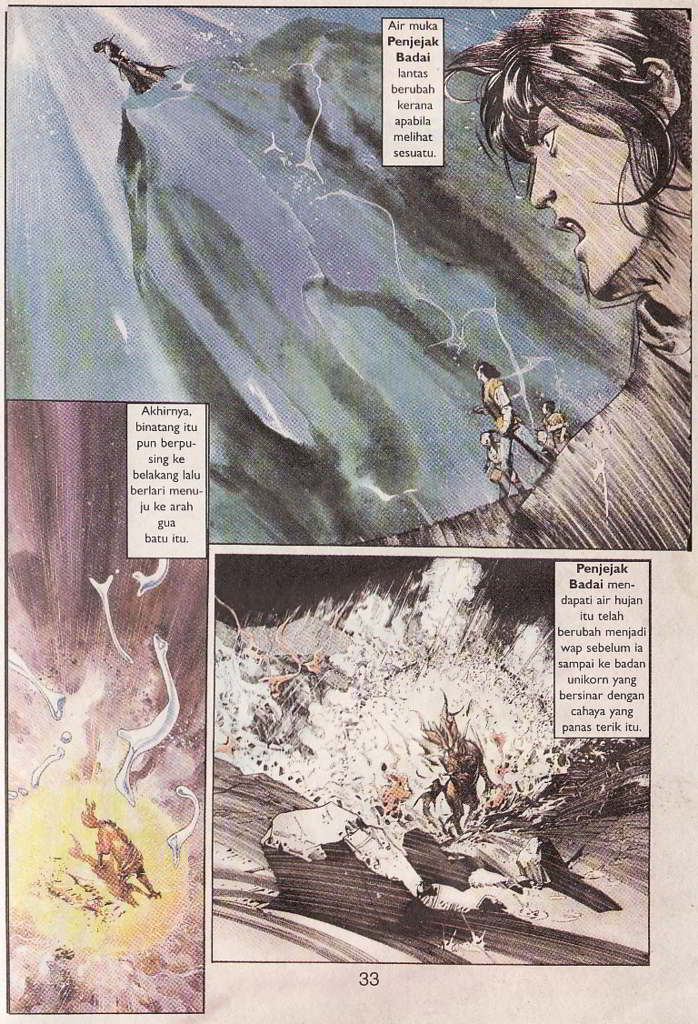 Air muka
Penjejak
Badai
lantas
berubah
kerana
apabila
melihat
sesuatu.
Akhirnya,
binatang itu
pun berpu-
sing ke
belakang lalu
berlari menu-
ju ke arah
gua
batu itu.
Penjejak
Badai men-
dapati air hujan
itu telah
berubah menjadi
wap sebelum ia
sampai ke badan
unikorn yang
bersinar dengan
cahaya yang
panas terik itu.
33